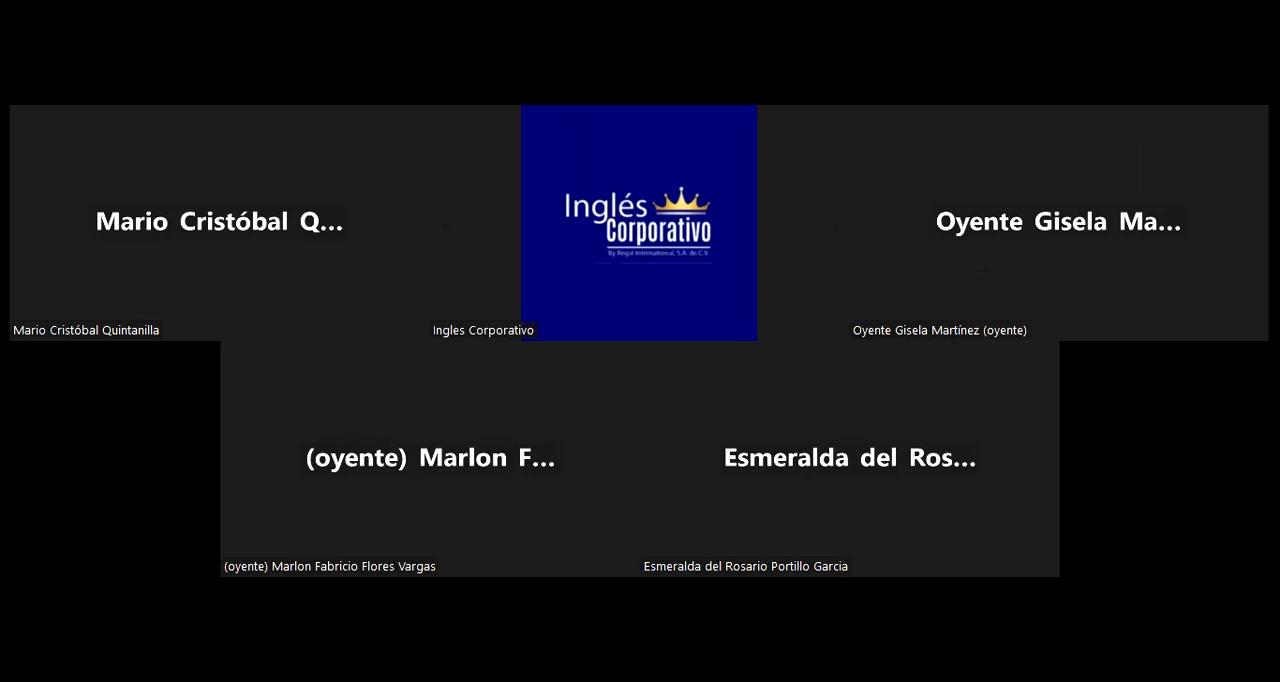 Mario Cristóbal Q...
Inglés
Corporativo
By Regal International, S.A. de C.V.
Oyente Gisela Ma...
Mario Cristóbal Quintanilla
Ingles Corporativo
Oyente Gisela Martínez (oyente)
(oyente) Marlon F...
Esmeralda del Ros...
(oyente) Marlon Fabricio Flores Vargas
Esmeralda del Rosario Portillo Garcia